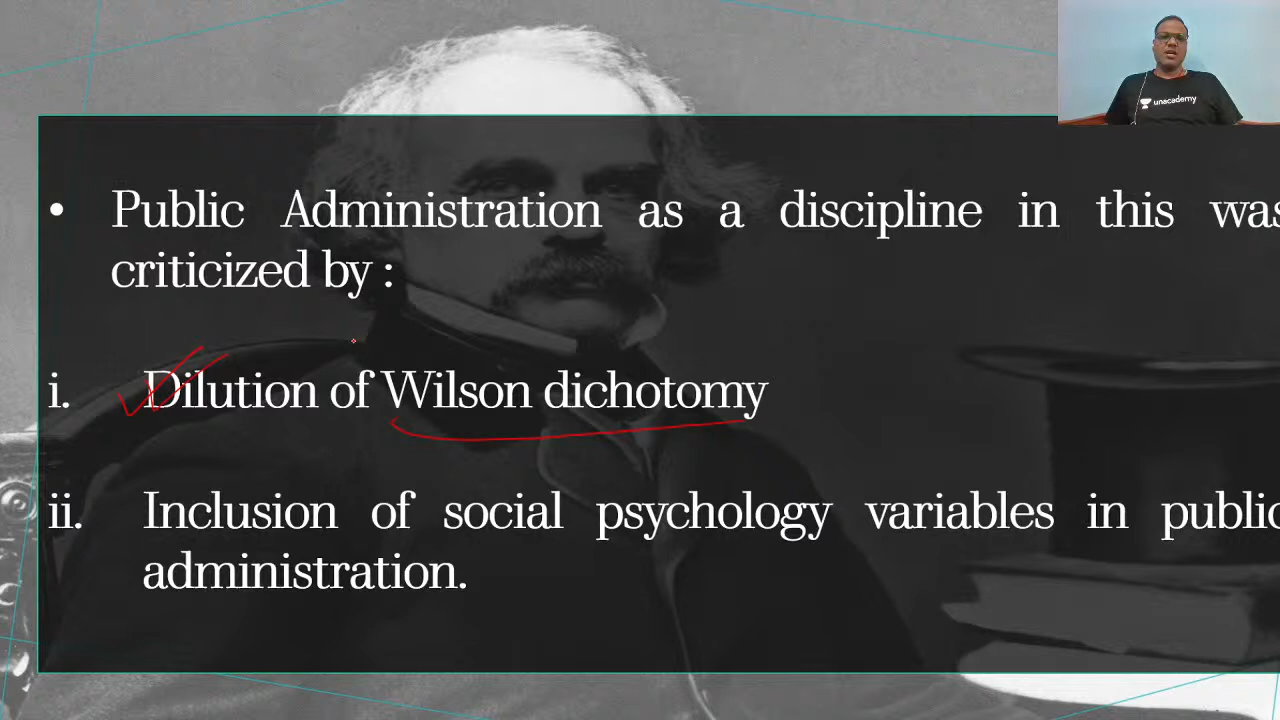 unacademy
• Public Administration as a discipline in this was
criticized by :
i. Dilution of Wilson dichotomy
ii. Inclusion of social psychology variables in public
administration.